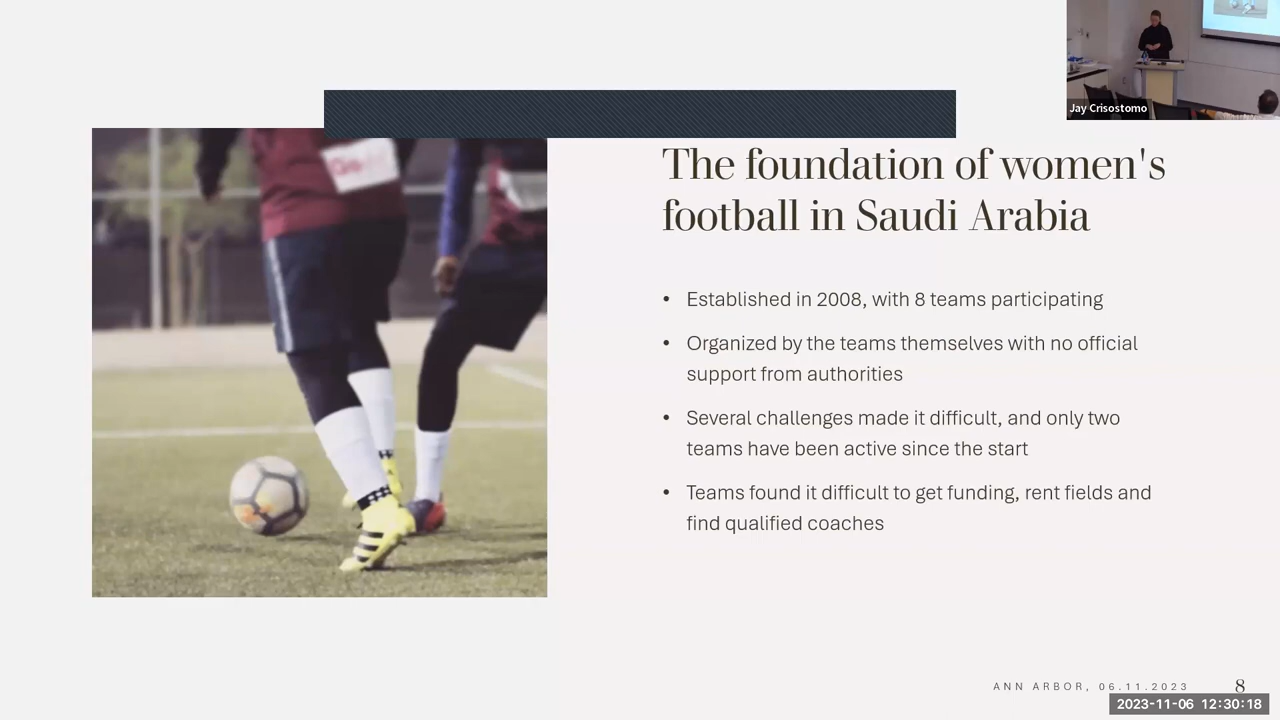 Jay Crisostomo
The foundation of women's
football in Saudi Arabia
• Established in 2008, with 8 teams participating
• Organized by the teams themselves with no official
support from authorities
• Several challenges made it difficult, and only two
teams have been active since the start
• Teams found it difficult to get funding, rent fields and
find qualified coaches
ANN ARBOR, 06.11.2023
8
2023-11-06 12:30:18